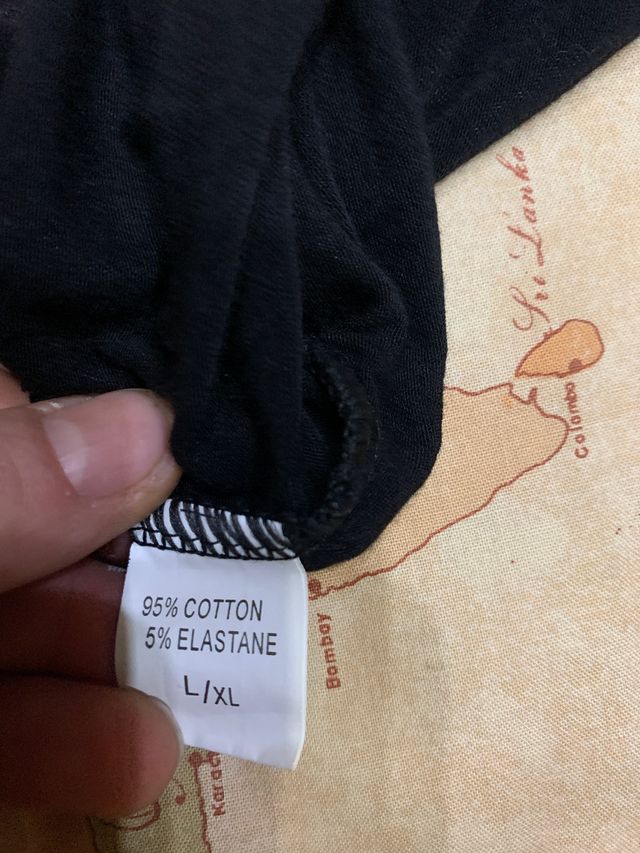 95% COTTON
5% ELASTANE
L/XL
Sri Lanka
Colombo
Bombay